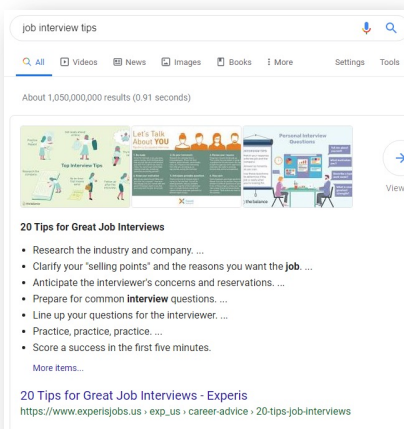 job interview tips
All Videos News Images Books More Settings Tools
About 1,050,000,000 results (0.91 seconds)
Let's Talk
About YOU
Top Interview Tips
Personal Interview
Questions
View
20 Tips for Great Job Interviews
Research the industry and company. ...
Clarify your "selling points" and the reasons you want the job. ...
Anticipate the interviewer's concerns and reservations. ...
Prepare for common interview questions. ...
Line up your questions for the interviewer. ...
Practice, practice, practice. ...
Score a success in the first five minutes.
More items...
20 Tips for Great Job Interviews - Experis
https://www.experisjobs.us › exp_us › career-advice › 20-tips-job-interviews